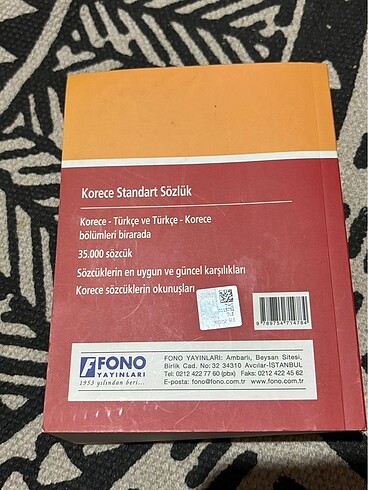 Korece Standart Sözlük
Korece - Türkçe ve Türkçe - Korece
bölümleri birarada
35.000 sözcük
Sözcüklerin en uygun ve güncel karşılıkları
Korece sözcüklerin okunuşları
9 789754 714784
FONO
YAYINLARI
1953 yılından beri...
FONO YAYINLARI: Ambarlı, Beysan Sitesi,
Birlik Cad. No:32 34310 Avcılar-İSTANBUL
Tel: 0212 422 77 60 (pbx) Faks: 0212 422 45 62
E-posta: fono@fono.com.tr www.fono.com.tr